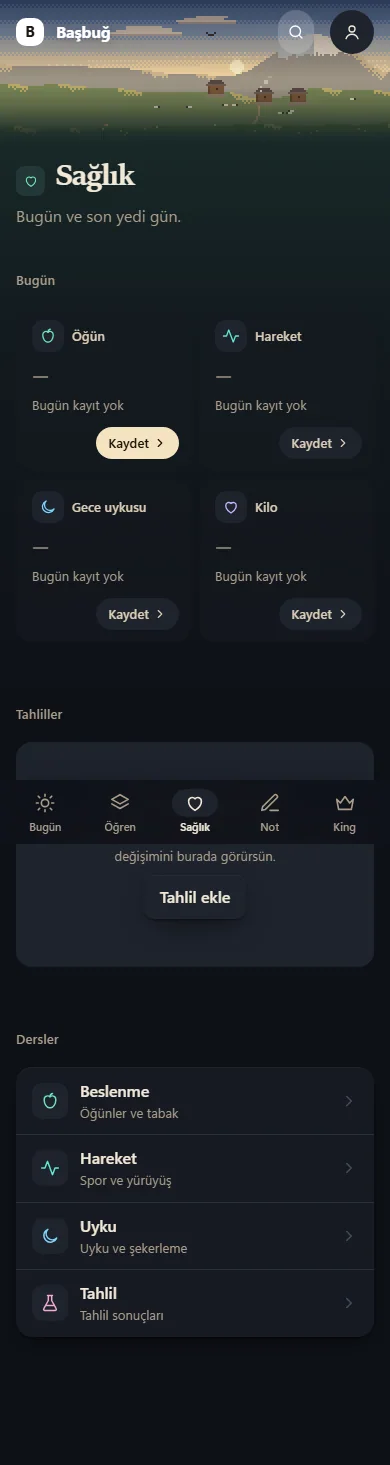 B Başbuğ
Sağlık
Bugün ve son yedi gün.
Bugün
Öğün
—
Bugün kayıt yok
Kaydet
Hareket
—
Bugün kayıt yok
Kaydet
Gece uykusu
—
Bugün kayıt yok
Kaydet
Kilo
—
Bugün kayıt yok
Kaydet
Tahliller
Bugün
Öğren
Sağlık
Not
King
değişimini burada görürsün.
Tahlil ekle
Dersler
Beslenme
Öğünler ve tabak
Hareket
Spor ve yürüyüş
Uyku
Uyku ve şekerleme
Tahlil
Tahlil sonuçları